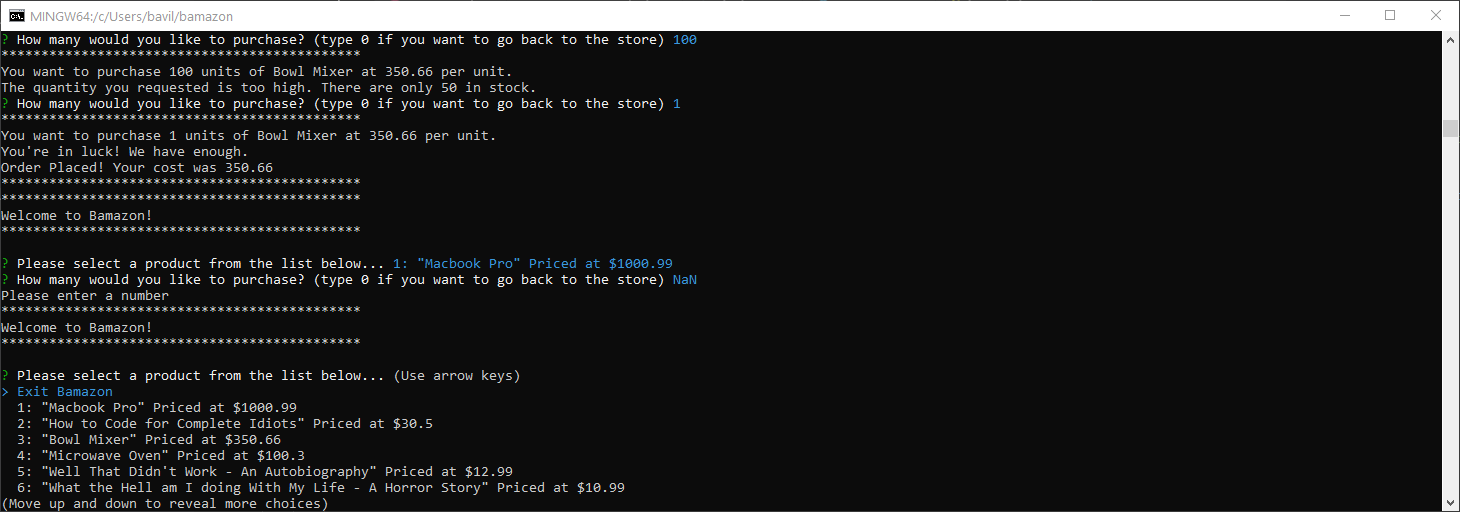 MINGW64:/c/Users/bavil/bamazon
? How many would you like to purchase? (type 0 if you want to go back to the store) 100
*********************************************
You want to purchase 100 units of Bowl Mixer at 350.66 per unit.
The quantity you requested is too high. There are only 50 in stock.
? How many would you like to purchase? (type 0 if you want to go back to the store) 1
*********************************************
You want to purchase 1 units of Bowl Mixer at 350.66 per unit.
You're in luck! We have enough.
Order Placed! Your cost was 350.66
*********************************************
*********************************************
Welcome to Bamazon!
*********************************************
? Please select a product from the list below... 1: "Macbook Pro" Priced at $1000.99
? How many would you like to purchase? (type 0 if you want to go back to the store) NaN
Please enter a number
*********************************************
Welcome to Bamazon!
*********************************************
? Please select a product from the list below... (Use arrow keys)
> Exit Bamazon
1: "Macbook Pro" Priced at $1000.99
2: "How to Code for Complete Idiots" Priced at $30.5
3: "Bowl Mixer" Priced at $350.66
4: "Microwave Oven" Priced at $100.3
5: "Well That Didn't Work - An Autobiography" Priced at $12.99
6: "What the Hell am I doing With My Life - A Horror Story" Priced at $10.99
(Move up and down to reveal more choices)